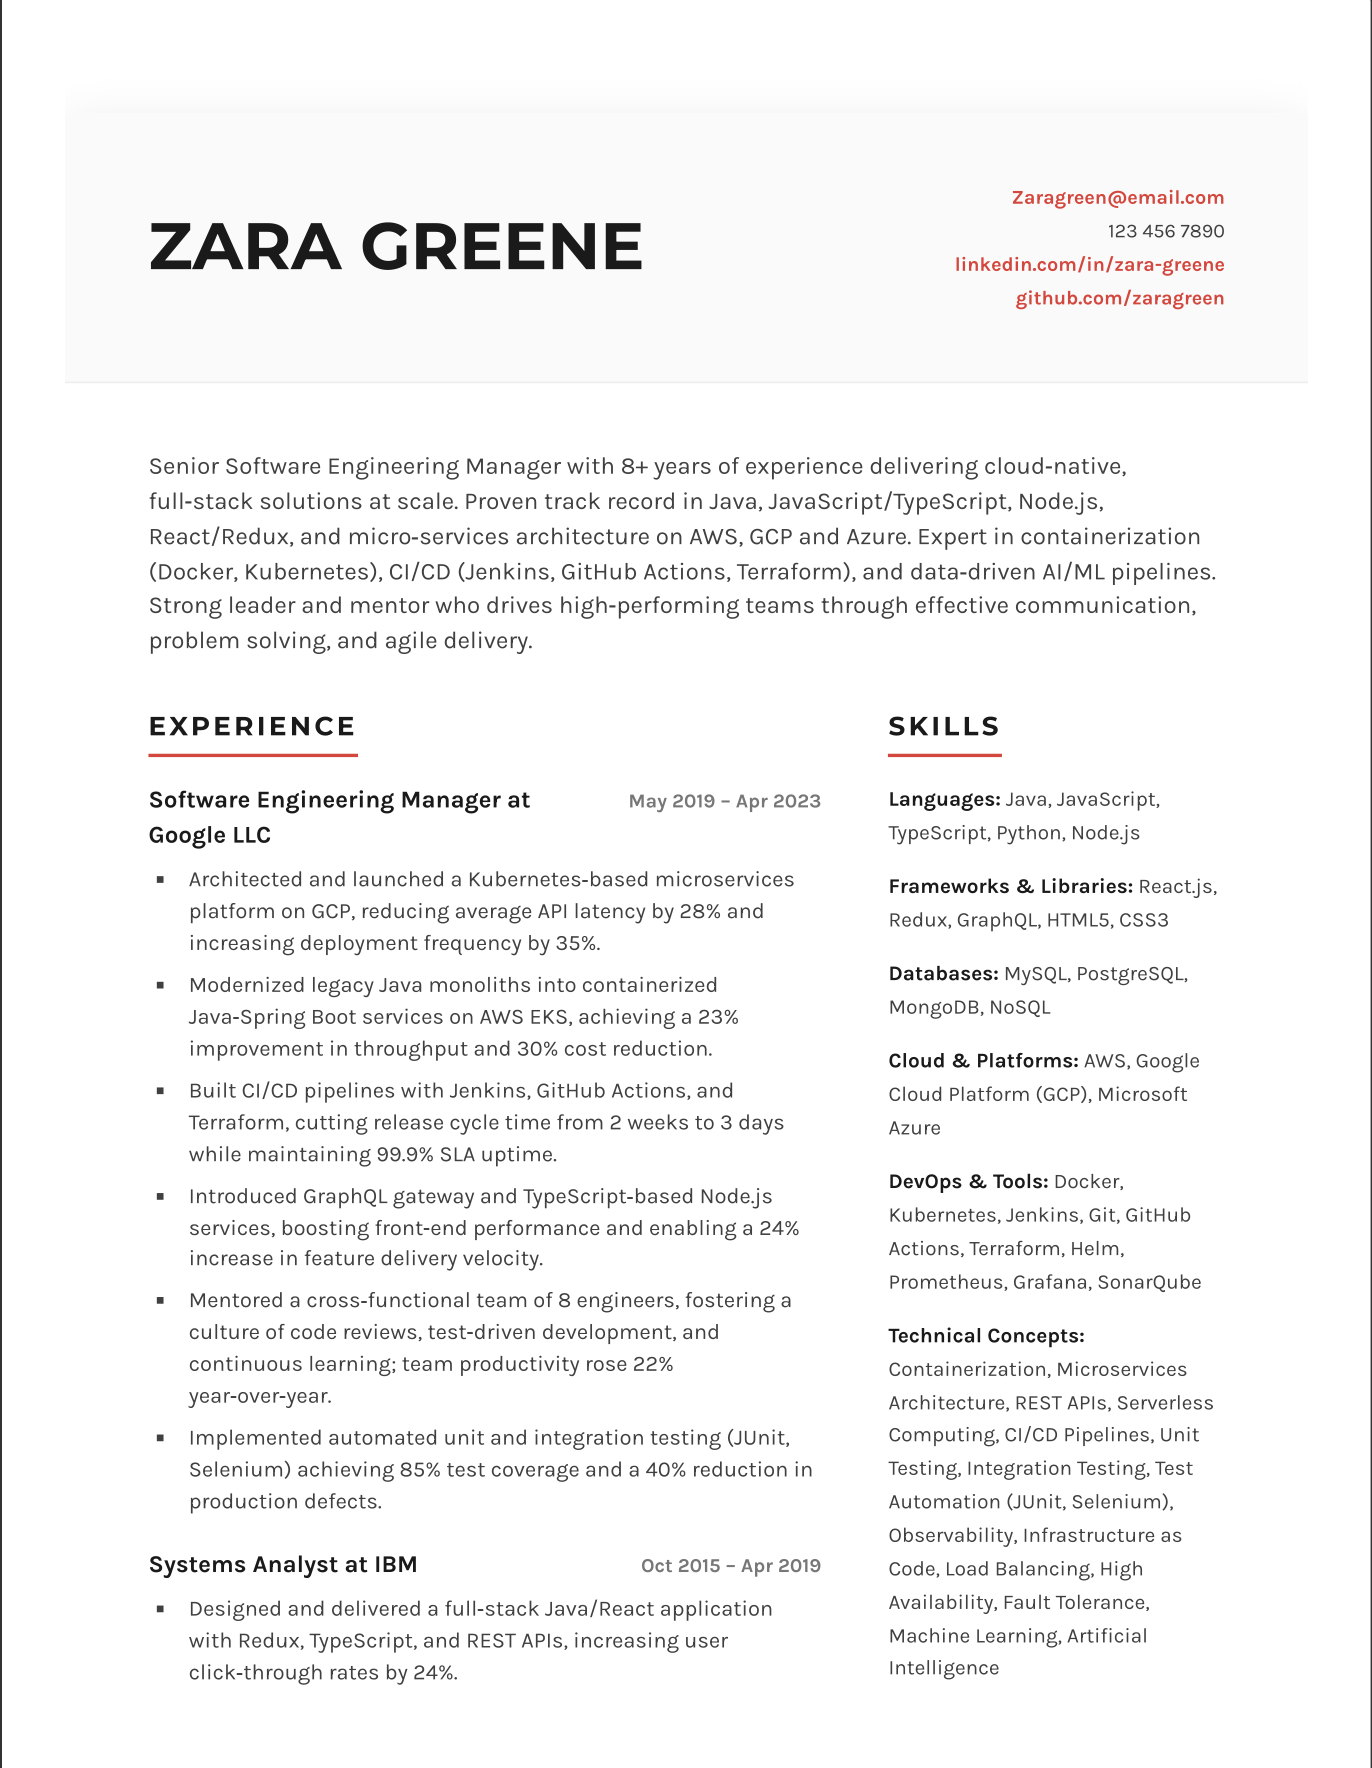 ZARA GREENE
Zaragreen@email.com
123 456 7890
linkedin.com/in/zara-greene
github.com/zaragreen
Senior Software Engineering Manager with 8+ years of experience delivering cloud-native,
full-stack solutions at scale. Proven track record in Java, JavaScript/TypeScript, Node.js,
React/Redux, and micro-services architecture on AWS, GCP and Azure. Expert in containerization
(Docker, Kubernetes), CI/CD (Jenkins, GitHub Actions, Terraform), and data-driven AI/ML pipelines.
Strong leader and mentor who drives high-performing teams through effective communication,
problem solving, and agile delivery.
EXPERIENCE
Software Engineering Manager at
Google LLC
May 2019 – Apr 2023
▪ Architected and launched a Kubernetes-based microservices
platform on GCP, reducing average API latency by 28% and
increasing deployment frequency by 35%.
▪ Modernized legacy Java monoliths into containerized
Java-Spring Boot services on AWS EKS, achieving a 23%
improvement in throughput and 30% cost reduction.
▪ Built CI/CD pipelines with Jenkins, GitHub Actions, and
Terraform, cutting release cycle time from 2 weeks to 3 days
while maintaining 99.9% SLA uptime.
▪ Introduced GraphQL gateway and TypeScript-based Node.js
services, boosting front-end performance and enabling a 24%
increase in feature delivery velocity.
▪ Mentored a cross-functional team of 8 engineers, fostering a
culture of code reviews, test-driven development, and
continuous learning; team productivity rose 22%
year-over-year.
▪ Implemented automated unit and integration testing (JUnit,
Selenium) achieving 85% test coverage and a 40% reduction in
production defects.
Systems Analyst at IBM
Oct 2015 – Apr 2019
▪ Designed and delivered a full-stack Java/React application
with Redux, TypeScript, and REST APIs, increasing user
click-through rates by 24%.
SKILLS
Languages: Java, JavaScript,
TypeScript, Python, Node.js
Frameworks & Libraries: React.js,
Redux, GraphQL, HTML5, CSS3
Databases: MySQL, PostgreSQL,
MongoDB, NoSQL
Cloud & Platforms: AWS, Google
Cloud Platform (GCP), Microsoft
Azure
DevOps & Tools: Docker,
Kubernetes, Jenkins, Git, GitHub
Actions, Terraform, Helm,
Prometheus, Grafana, SonarQube
Technical Concepts:
Containerization, Microservices
Architecture, REST APIs, Serverless
Computing, CI/CD Pipelines, Unit
Testing, Integration Testing, Test
Automation (JUnit, Selenium),
Observability, Infrastructure as
Code, Load Balancing, High
Availability, Fault Tolerance,
Machine Learning, Artificial
Intelligence